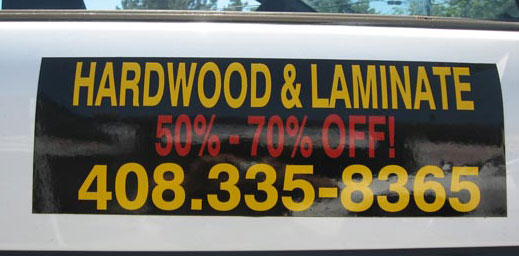 HARDWOOD & LAMINATE
50% - 70% OFF!
408.335-8365